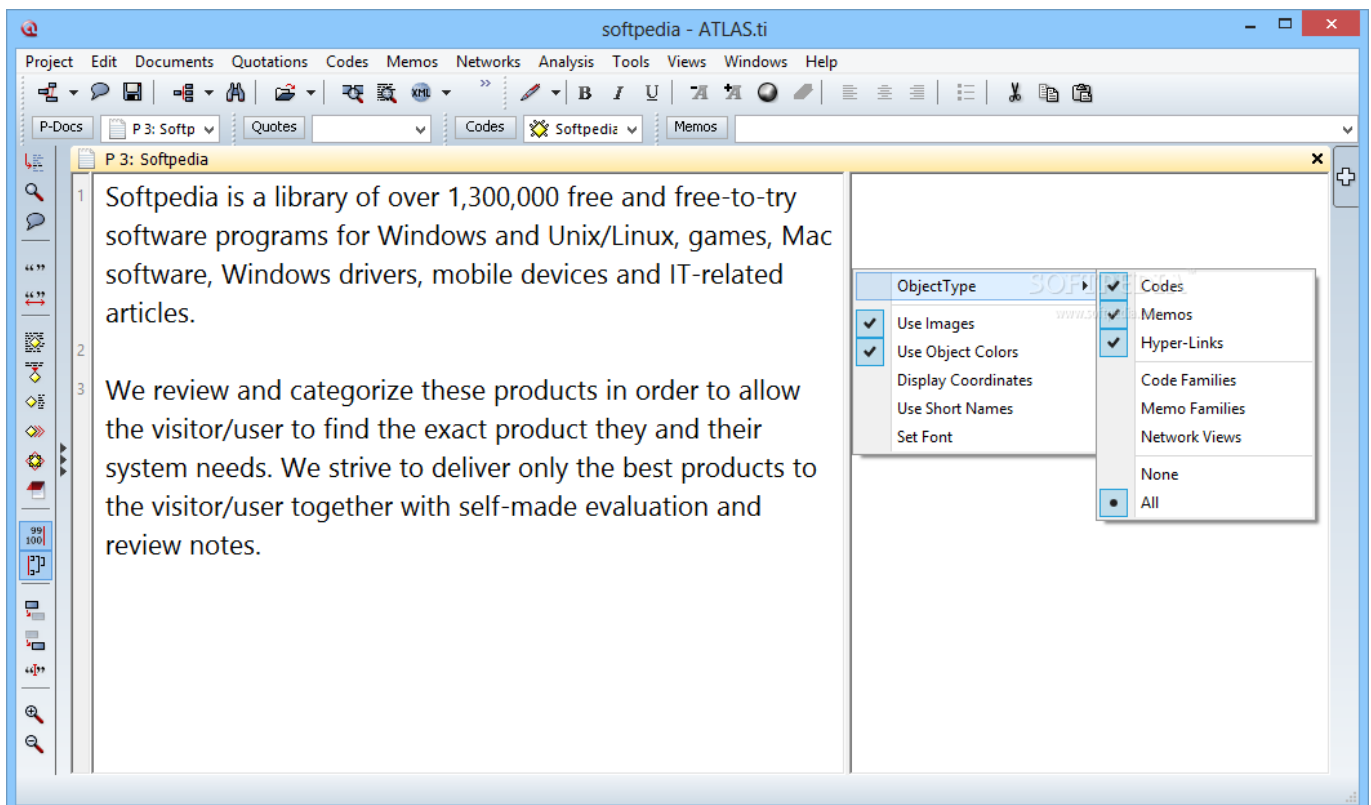 softpedia - ATLAS.ti
Project Edit Documents Quotations Codes Memos Networks Analysis Tools Views Windows Help
XML » B I U A A
P-Docs P 3: Softp Quotes Codes Softpedia Memos
P 3: Softpedia
1 Softpedia is a library of over 1,300,000 free and free-to-try
software programs for Windows and Unix/Linux, games, Mac
software, Windows drivers, mobile devices and IT-related
articles.
2
3 We review and categorize these products in order to allow
the visitor/user to find the exact product they and their
system needs. We strive to deliver only the best products to
the visitor/user together with self-made evaluation and
review notes.
ObjectType
Use Images
Use Object Colors
Display Coordinates
Use Short Names
Set Font
SOFTPEDIA
www.softpedia.
Codes
Memos
Hyper-Links
Code Families
Memo Families
Network Views
None
All
99
100